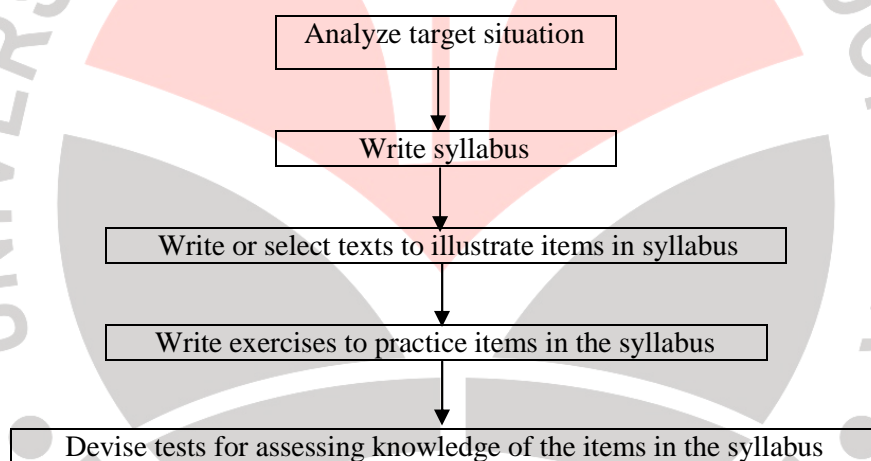 Analyze target situation
Write syllabus
Write or select texts to illustrate items in syllabus
Write exercises to practice items in the syllabus
Devise tests for assessing knowledge of the items in the syllabus